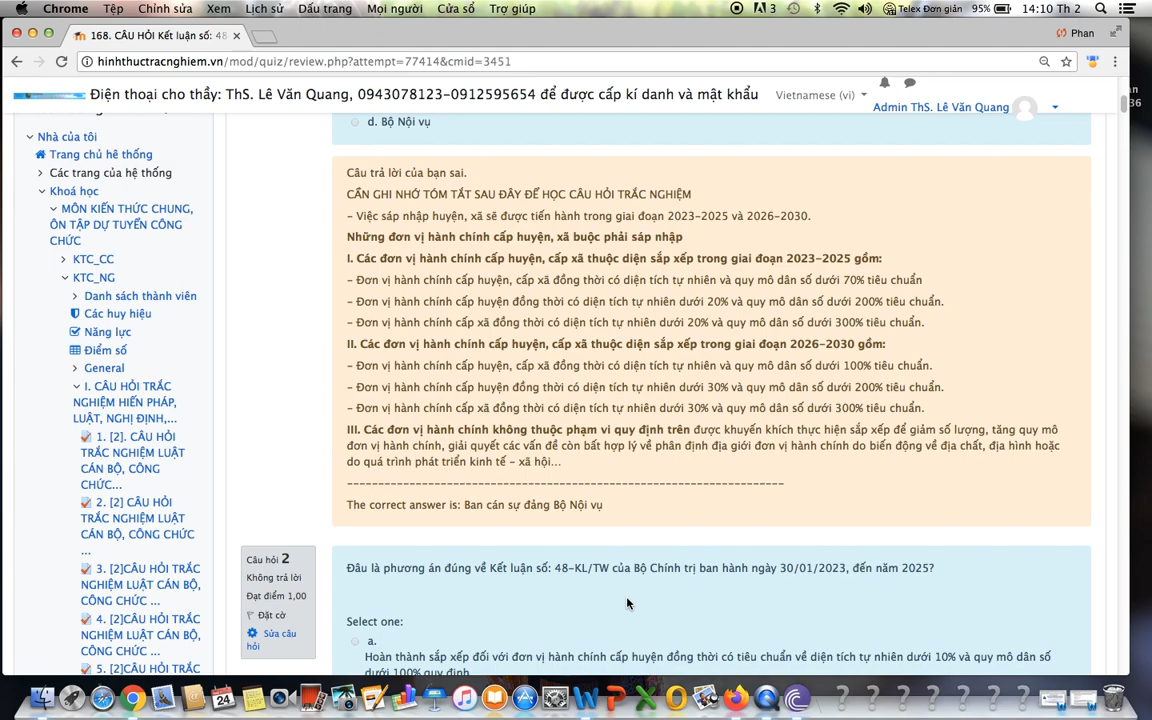 Chrome Tệp Chỉnh sửa Xem Lịch sử Dấu trang Mọi người Cửa sổ Trợ giúp
3 Telex Đơn giản 95% 14:10 Th 2
168. CÂU HỎI Kết luận số: 48
Phan
hinhthuctracnghiem.vn/mod/quiz/review.php?attempt=77414&cmid=3451
Điện thoại cho thầy: ThS. Lê Văn Quang, 0943078123-0912595654 để được cấp kí danh và mật khẩu
Vietnamese (vi)
Admin ThS. Lê Văn Quang
Nhà của tôi
Trang chủ hệ thống
Các trang của hệ thống
Khoá học
MÔN KIẾN THỨC CHUNG,
ÔN TẬP DỰ TUYỂN CÔNG
CHỨC
KTC_CC
KTC_NG
Danh sách thành viên
Các huy hiệu
Năng lực
Điểm số
General
I. CÂU HỎI TRẮC
NGHIỆM HIẾN PHÁP,
LUẬT, NGHỊ ĐỊNH,...
1. [2]. CÂU HỎI
TRẮC NGHIỆM LUẬT
CÁN BỘ, CÔNG
CHỨC...
2. [2] CÂU HỎI
TRẮC NGHIỆM LUẬT
CÁN BỘ, CÔNG CHỨC
...
3. [2]CÂU HỎI TRẮC
NGHIỆM LUẬT CÁN BỘ,
CÔNG CHỨC ...
4. [2]CÂU HỎI TRẮC
NGHIỆM LUẬT CÁN BỘ,
CÔNG CHỨC ...
5. [2]CÂU HỎI TRẮC
d. Bộ Nội vụ
Câu trả lời của bạn sai.
CẦN GHI NHỚ TÓM TẮT SAU ĐÂY ĐỂ HỌC CÂU HỎI TRẮC NGHIỆM
- Việc sáp nhập huyện, xã sẽ được tiến hành trong giai đoạn 2023-2025 và 2026-2030.
Những đơn vị hành chính cấp huyện, xã buộc phải sáp nhập
I. Các đơn vị hành chính cấp huyện, cấp xã thuộc diện sắp xếp trong giai đoạn 2023-2025 gồm:
- Đơn vị hành chính cấp huyện, cấp xã đồng thời có diện tích tự nhiên và quy mô dân số dưới 70% tiêu chuẩn
- Đơn vị hành chính cấp huyện đồng thời có diện tích tự nhiên dưới 20% và quy mô dân số dưới 200% tiêu chuẩn.
- Đơn vị hành chính cấp xã đồng thời có diện tích tự nhiên dưới 20% và quy mô dân số dưới 300% tiêu chuẩn.
II. Các đơn vị hành chính cấp huyện, cấp xã thuộc diện sắp xếp trong giai đoạn 2026-2030 gồm:
- Đơn vị hành chính cấp huyện, cấp xã đồng thời có diện tích tự nhiên và quy mô dân số dưới 100% tiêu chuẩn.
- Đơn vị hành chính cấp huyện đồng thời có diện tích tự nhiên dưới 30% và quy mô dân số dưới 200% tiêu chuẩn.
- Đơn vị hành chính cấp xã đồng thời có diện tích tự nhiên dưới 30% và quy mô dân số dưới 300% tiêu chuẩn.
III. Các đơn vị hành chính không thuộc phạm vi quy định trên được khuyến khích thực hiện sắp xếp để giảm số lượng, tăng quy mô
đơn vị hành chính, giải quyết các vấn đề còn bất hợp lý về phân định địa giới đơn vị hành chính do biến động về địa chất, địa hình hoặc
do quá trình phát triển kinh tế - xã hội...
----------------------------------------------------------------------
The correct answer is: Ban cán sự đảng Bộ Nội vụ
Câu hỏi 2
Không trả lời
Đạt điểm 1,00
Đặt cờ
Sửa câu
hỏi
Đâu là phương án đúng về Kết luận số: 48-KL/TW của Bộ Chính trị ban hành ngày 30/01/2023, đến năm 2025?
Select one:
a.
Hoàn thành sắp xếp đối với đơn vị hành chính cấp huyện đồng thời có tiêu chuẩn về diện tích tự nhiên dưới 10% và quy mô dân số
dưới 100% quy định